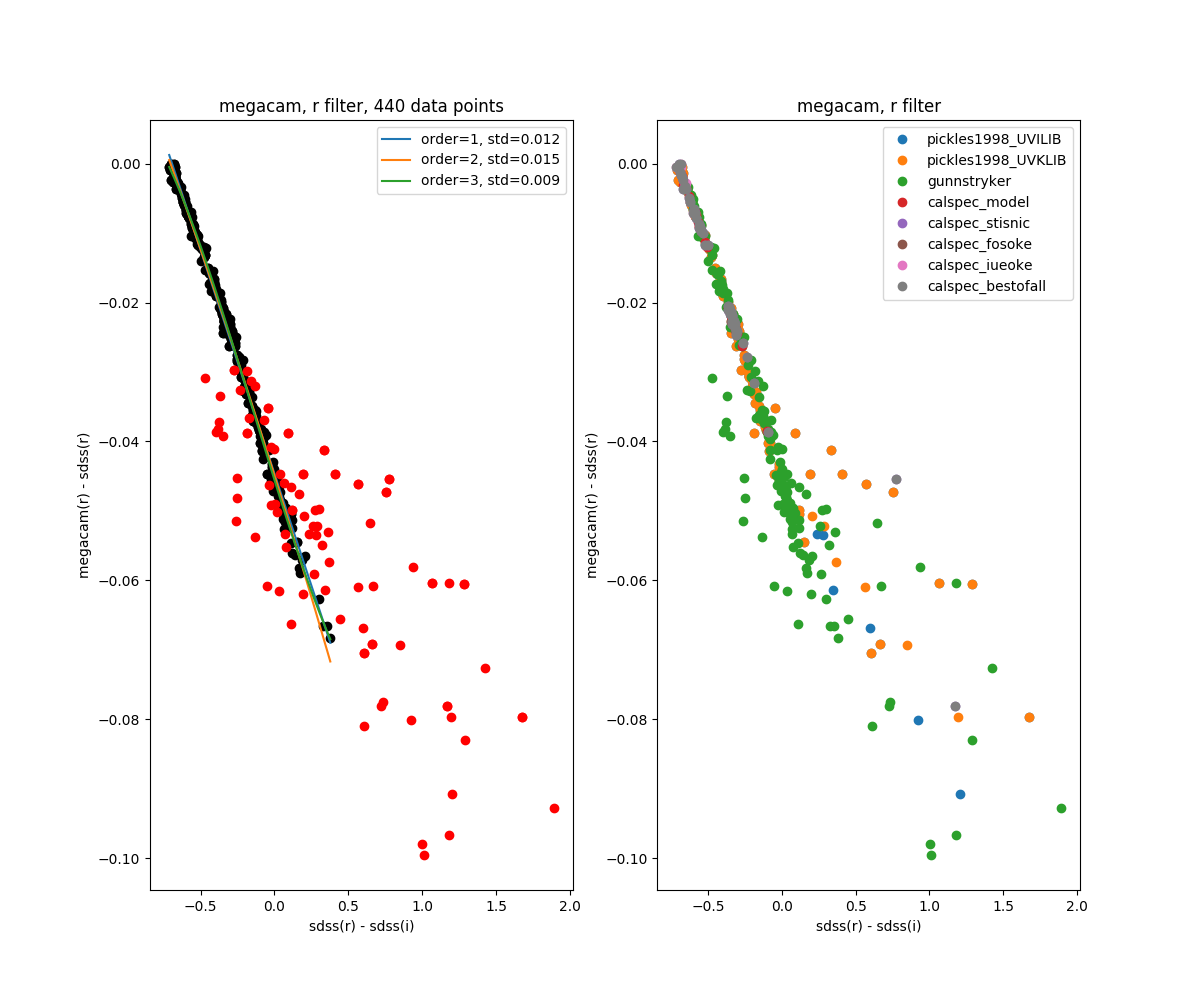 megacam, r filter, 440 data points
order=1, std=0.012
order=2, std=0.015
order=3, std=0.009
0.00
−0.02
−0.04
−0.06
−0.08
−0.10
megacam(r) - sdss(r)
−0.5
0.0
0.5
1.0
1.5
2.0
sdss(r) - sdss(i)
megacam, r filter
pickles1998_UVILIB
pickles1998_UVKLIB
gunnstryker
calspec_model
calspec_stisnic
calspec_fosoke
calspec_iueoke
calspec_bestofall
0.00
−0.02
−0.04
−0.06
−0.08
−0.10
megacam(r) - sdss(r)
−0.5
0.0
0.5
1.0
1.5
2.0
sdss(r) - sdss(i)